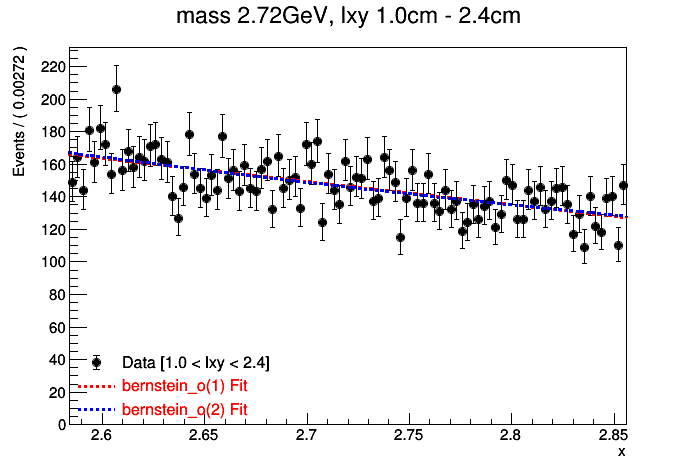 mass 2.72GeV, lxy 1.0cm - 2.4cm
Events / ( 0.00272 )
220
200
180
160
140
120
100
80
60
40
20
0
Data [1.0 < lxy < 2.4]
bernstein_o(1) Fit
bernstein_o(2) Fit
2.6 2.65 2.7 2.75 2.8 2.85
x